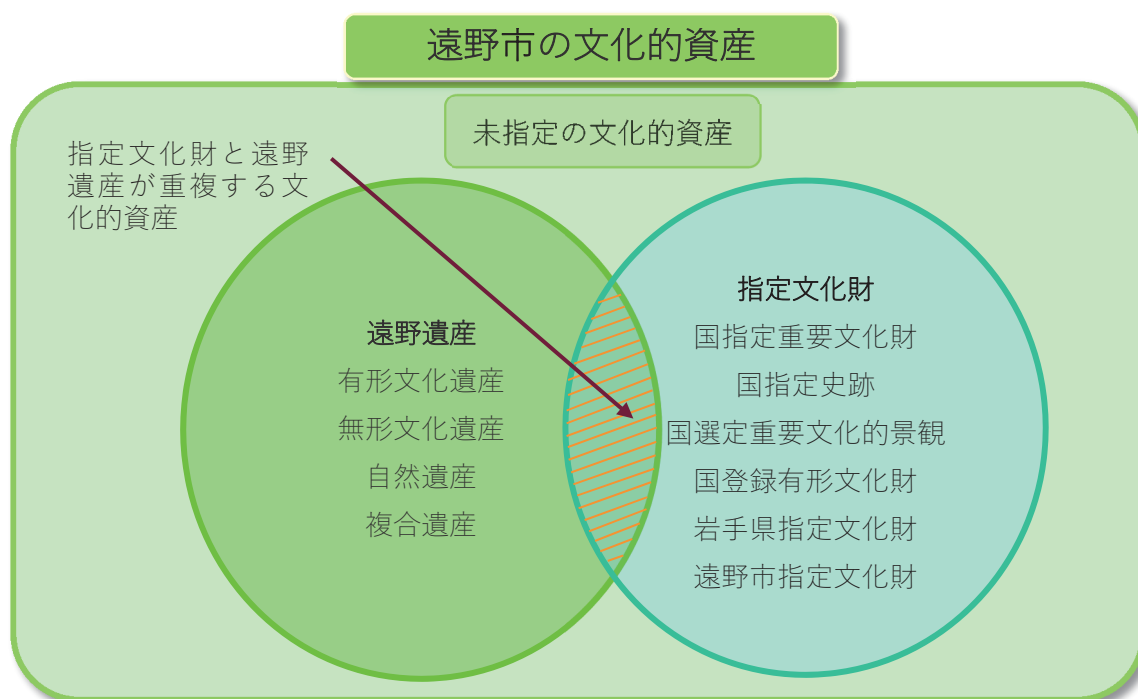 遠野市の文化的資産
未指定の文化的資産
指定文化財と遠野
遺産が重複する文
化的資産
遠野遺産
有形文化遺産
無形文化遺産
自然遺産
複合遺産
指定文化財
国指定重要文化財
国指定史跡
国選定重要文化的景観
国登録有形文化財
岩手県指定文化財
遠野市指定文化財